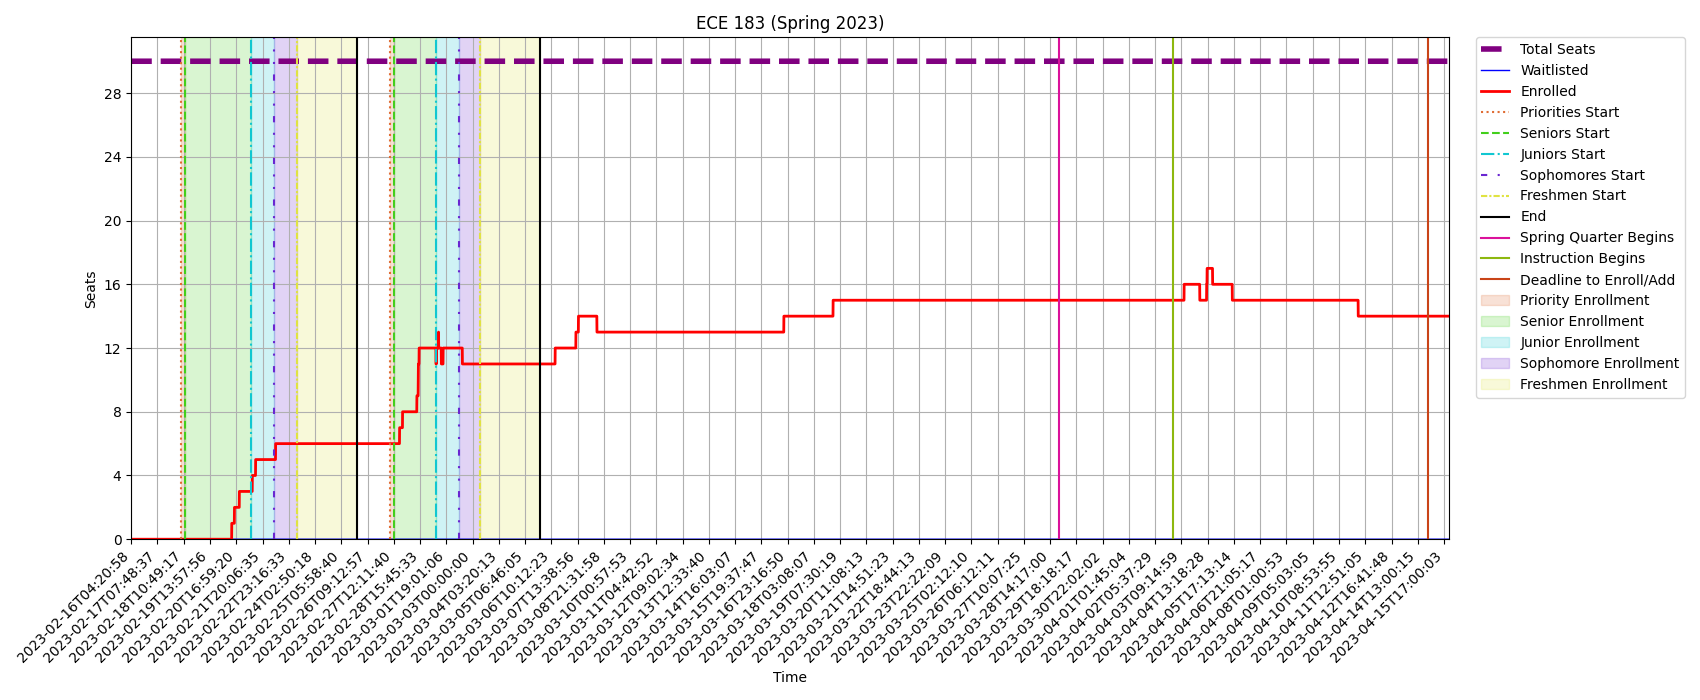 ECE 183 (Spring 2023)
Seats
28
24
20
16
12
8
4
0
2023-02-16T04:20:58
2023-02-17T07:48:37
2023-02-18T10:49:17
2023-02-19T13:57:56
2023-02-20T16:59:20
2023-02-21T20:06:35
2023-02-22T23:16:33
2023-02-24T02:50:18
2023-02-25T05:58:40
2023-02-26T09:12:57
2023-02-27T12:11:40
2023-02-28T15:45:33
2023-03-01T19:01:06
2023-03-03T00:00:00
2023-03-04T03:20:13
2023-03-05T06:46:05
2023-03-06T10:12:23
2023-03-07T13:38:56
2023-03-08T21:31:58
2023-03-10T00:57:53
2023-03-11T04:42:52
2023-03-12T09:02:34
2023-03-13T12:33:40
2023-03-14T16:03:07
2023-03-15T19:37:47
2023-03-16T23:16:50
2023-03-18T03:08:07
2023-03-19T07:30:19
2023-03-20T11:08:13
2023-03-21T14:51:23
2023-03-22T18:44:13
2023-03-23T22:22:09
2023-03-25T02:12:10
2023-03-26T06:12:11
2023-03-27T10:07:25
2023-03-28T14:17:00
2023-03-29T18:18:17
2023-03-30T22:02:02
2023-04-01T01:45:04
2023-04-02T05:37:29
2023-04-03T09:14:59
2023-04-04T13:18:28
2023-04-05T17:13:14
2023-04-06T21:05:17
2023-04-08T01:00:53
2023-04-09T05:03:05
2023-04-10T08:53:55
2023-04-11T12:51:05
2023-04-12T16:41:48
2023-04-14T13:00:15
2023-04-15T17:00:03
Time
Total Seats
Waitlisted
Enrolled
Priorities Start
Seniors Start
Juniors Start
Sophomores Start
Freshmen Start
End
Spring Quarter Begins
Instruction Begins
Deadline to Enroll/Add
Priority Enrollment
Senior Enrollment
Junior Enrollment
Sophomore Enrollment
Freshmen Enrollment